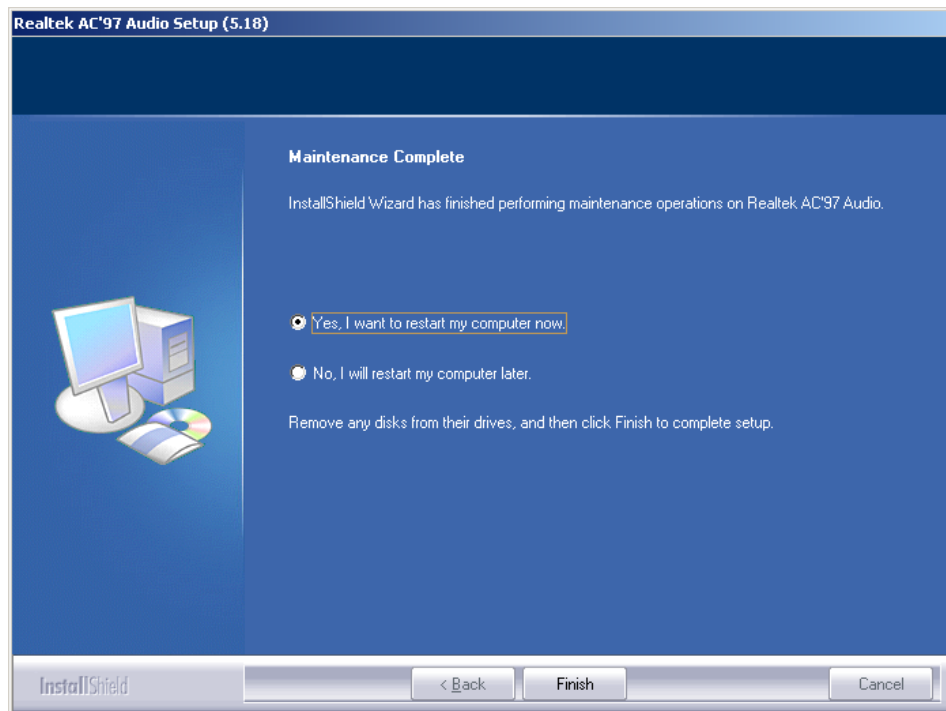 Realtek AC'97 Audio Setup (5.18)
Maintenance Complete
InstallShield Wizard has finished performing maintenance operations on Realtek AC'97 Audio.
Yes, I want to restart my computer now.
No, I will restart my computer later.
Remove any disks from their drives, and then click Finish to complete setup.
InstallShield
< Back
Finish
Cancel